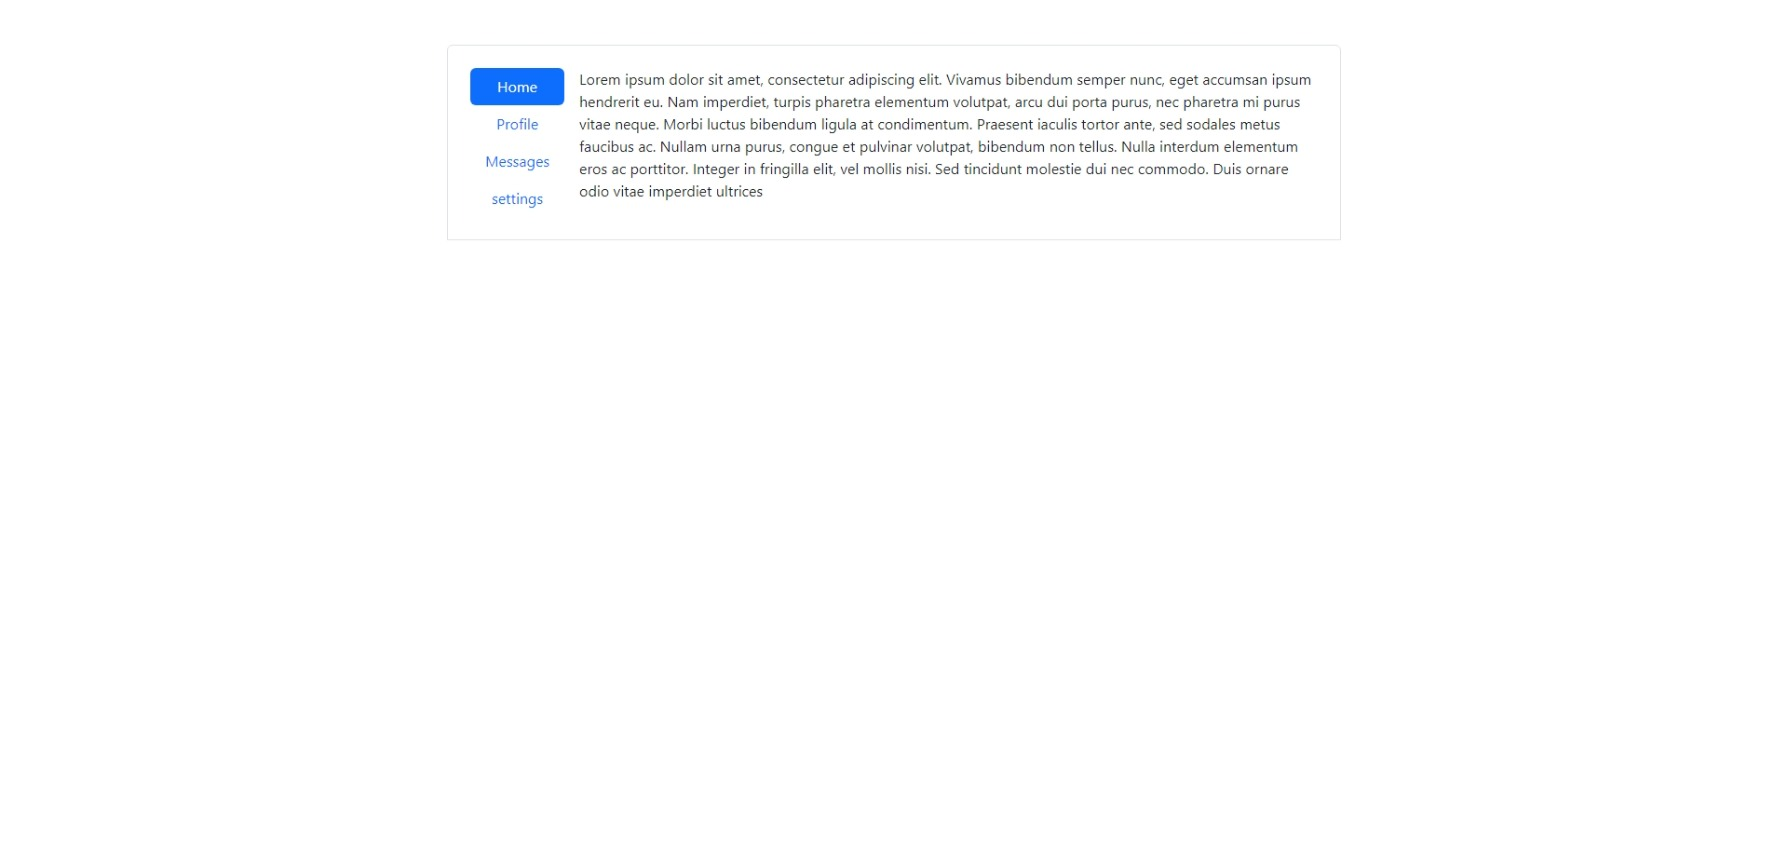 Home
Profile
Messages
settings
Lorem ipsum dolor sit amet, consectetur adipiscing elit. Vivamus bibendum semper nunc, eget accumsan ipsum
hendrerit eu. Nam imperdiet, turpis pharetra elementum volutpat, arcu dui porta purus, nec pharetra mi purus
vitae neque. Morbi luctus bibendum ligula at condimentum. Praesent iaculis tortor ante, sed sodales metus
faucibus ac. Nullam urna purus, congue et pulvinar volutpat, bibendum non tellus. Nulla interdum elementum
eros ac porttitor. Integer in fringilla elit, vel mollis nisi. Sed tincidunt molestie dui nec commodo. Duis ornare
odio vitae imperdiet ultrices